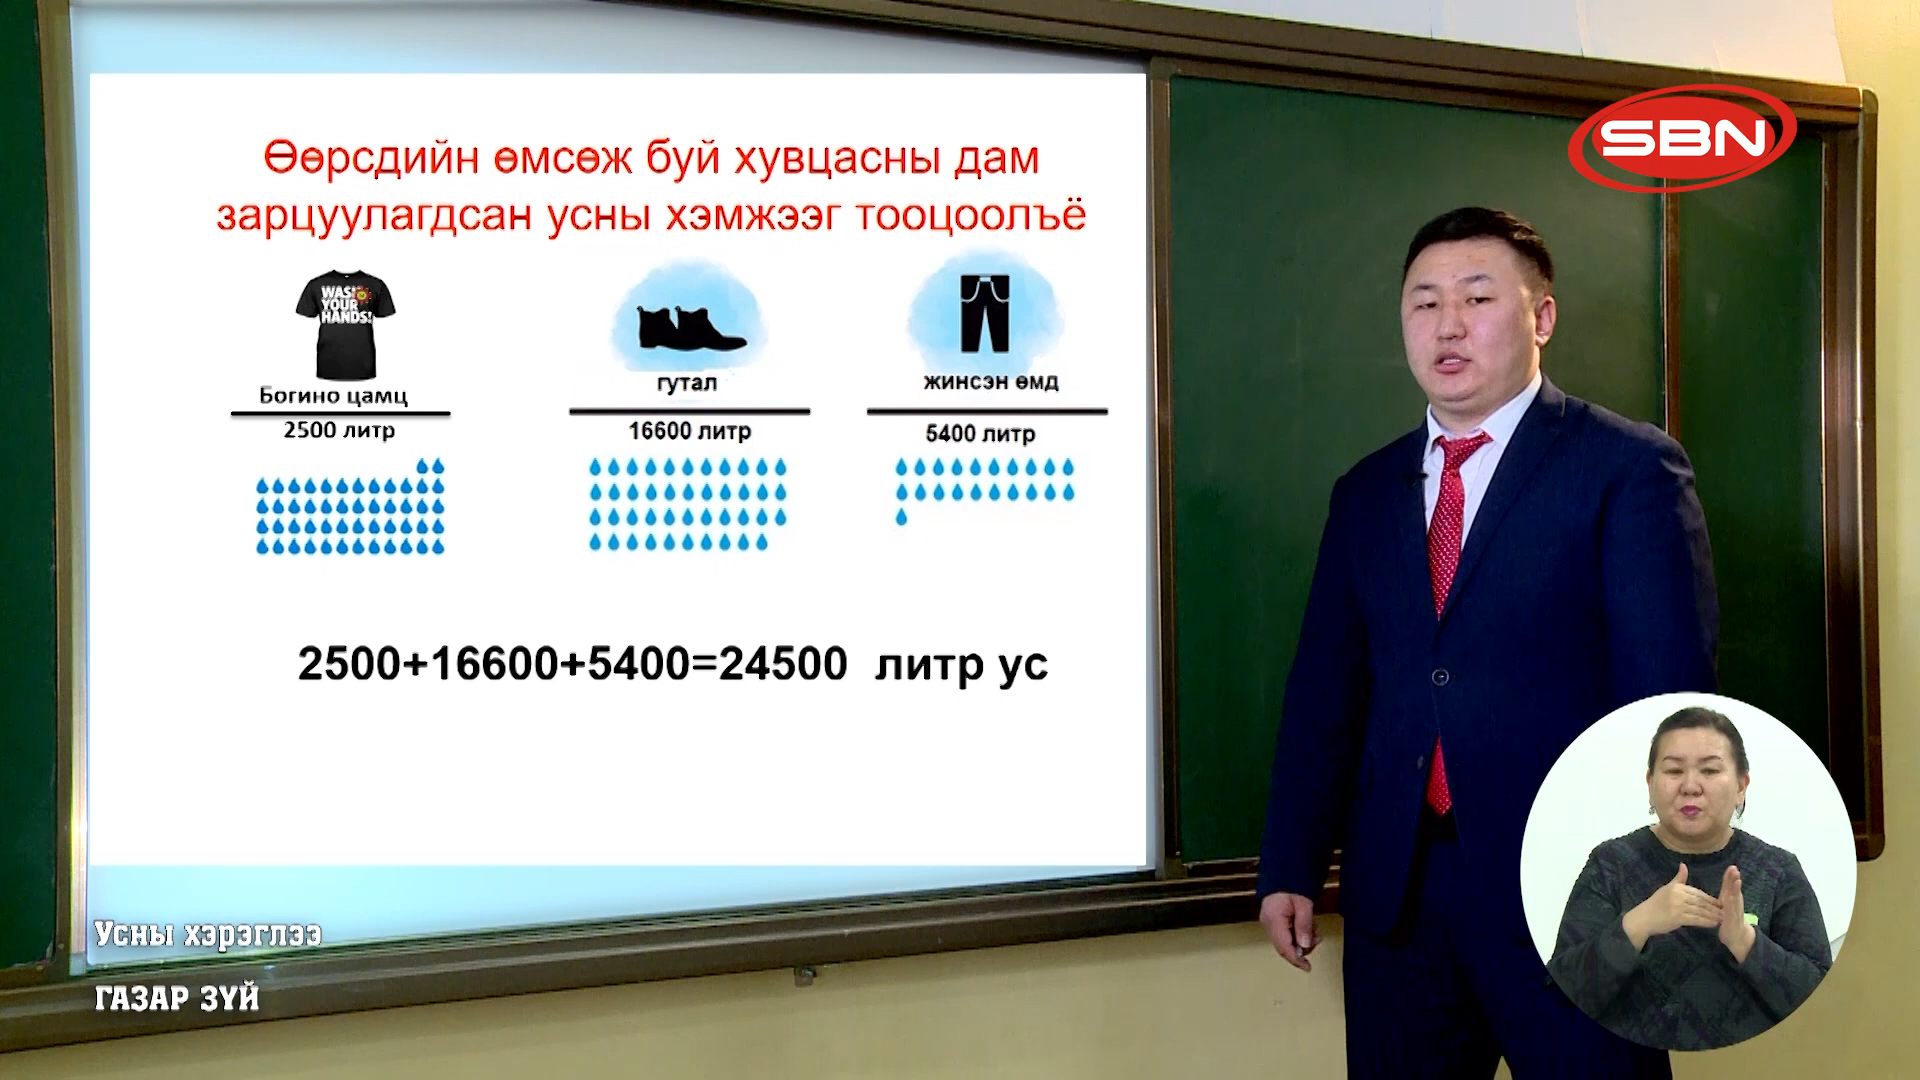 SBN
Өөрсдийн өмсөж буй хувцасны дам
зарцуулагдсан усны хэмжээг тооцоолъё
WASH
YOUR
HANDS!
Богино цамц
2500 литр
гутал
16600 литр
жинсэн өмд
5400 литр
2500+16600+5400=24500 литр ус
Усны хэрэглээ
ГАЗАР ЗҮЙ